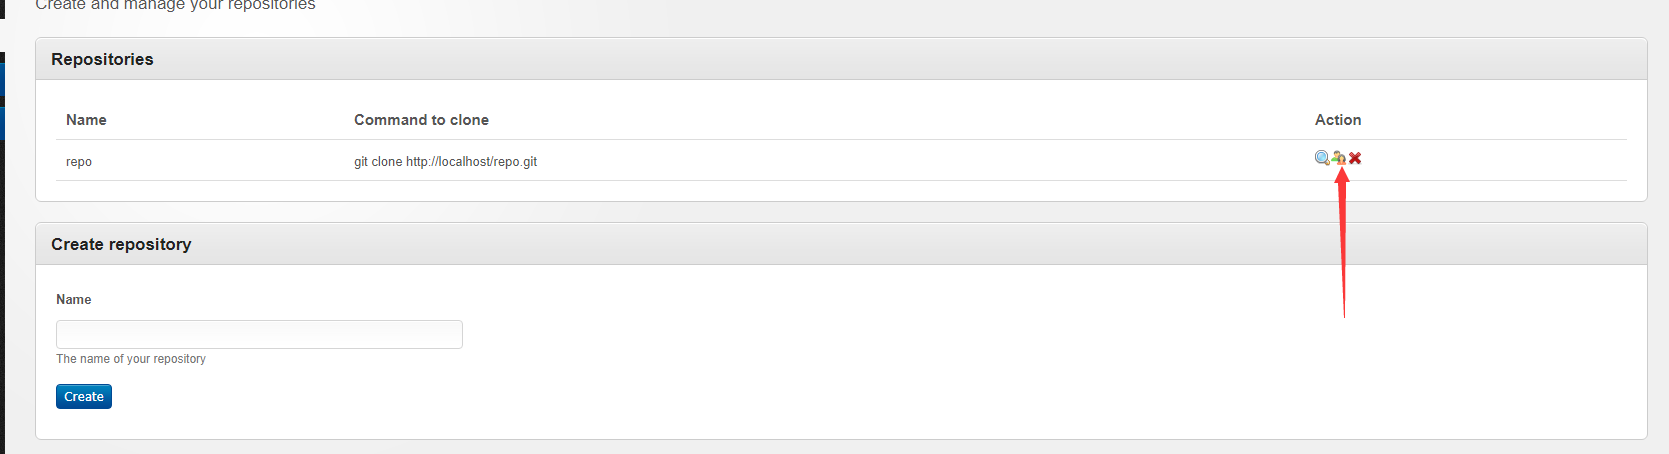 Create and manage your repositories
Repositories
Name Command to clone Action
repo git clone http://localhost/repo.git
Create repository
Name
The name of your repository
Create